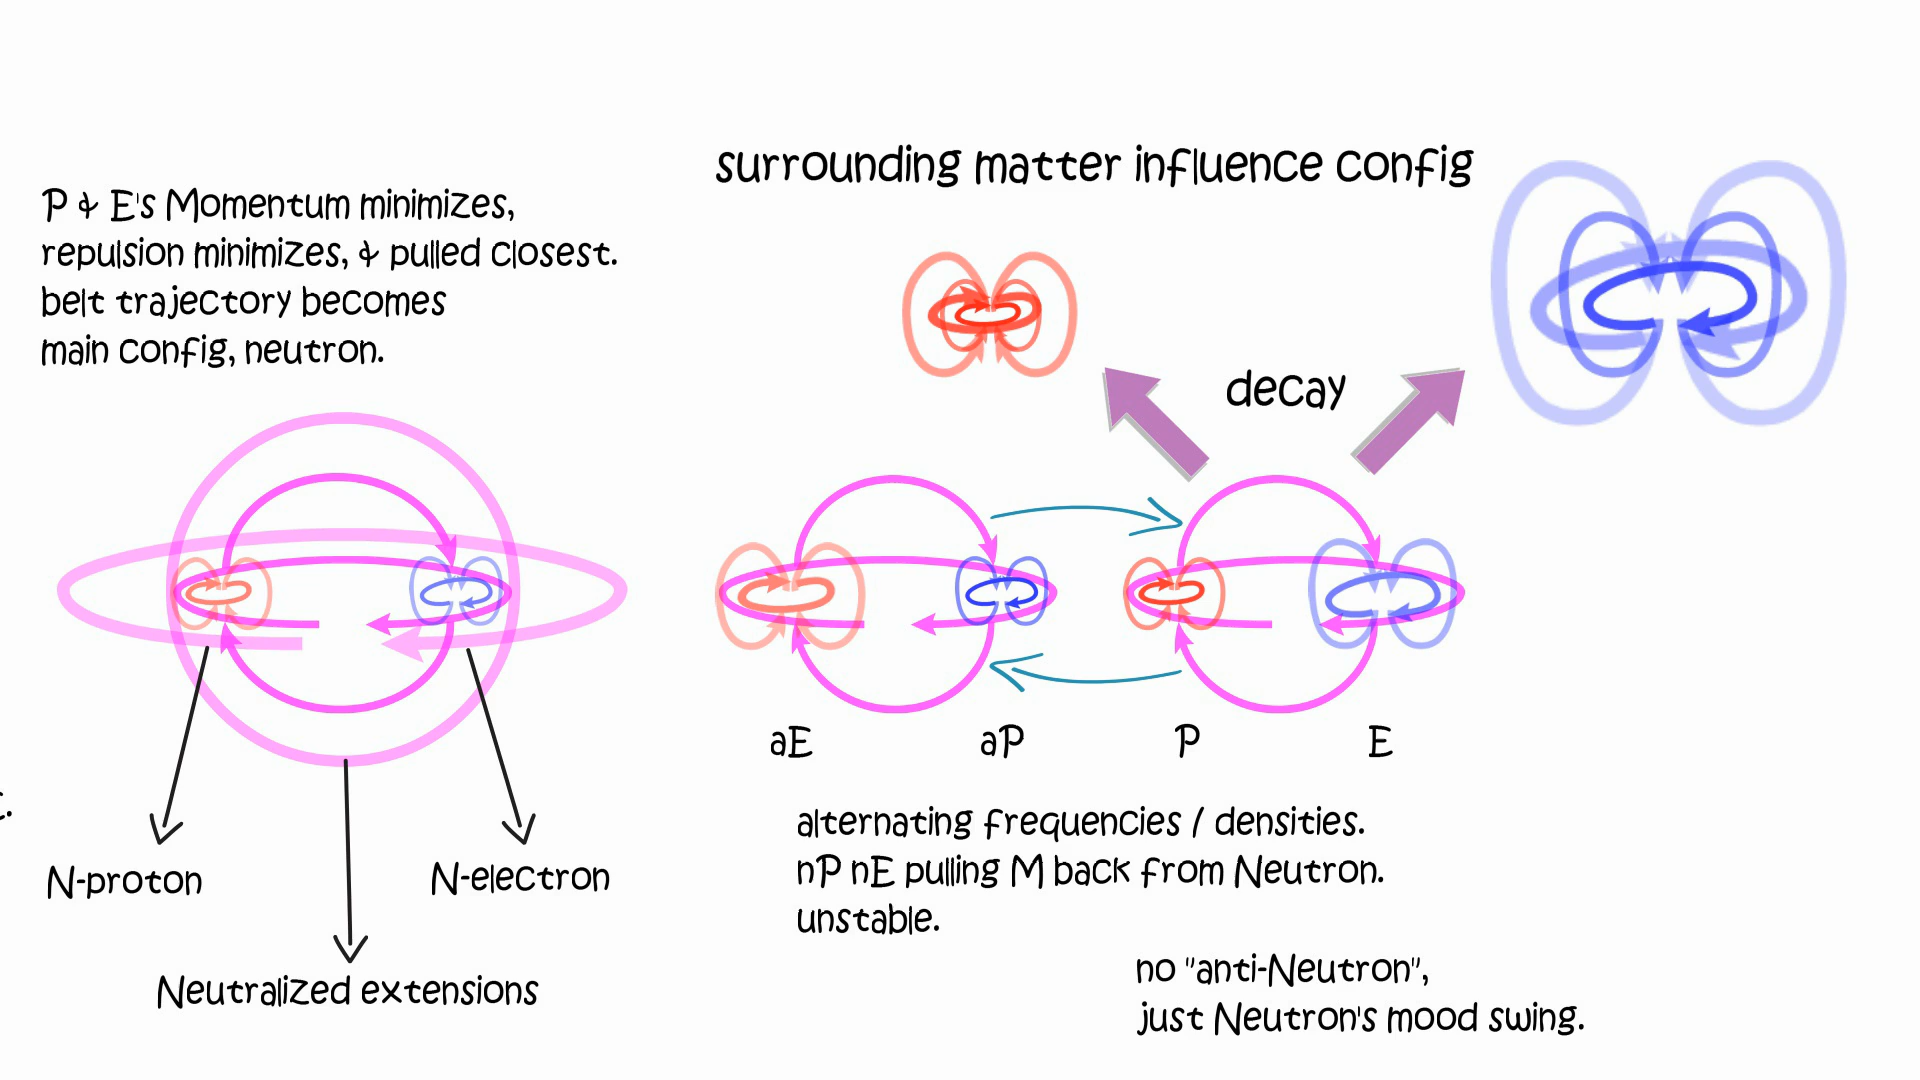 surrounding matter influence config
P & E's Momentum minimizes,
repulsion minimizes, & pulled closest.
belt trajectory becomes
main config, neutron.
decay
aE
aP
P
E
alternating frequencies / densities.
nP nE pulling M back from Neutron.
unstable.
N-proton
N-electron
Neutralized extensions
no "anti-Neutron",
just Neutron's mood swing.